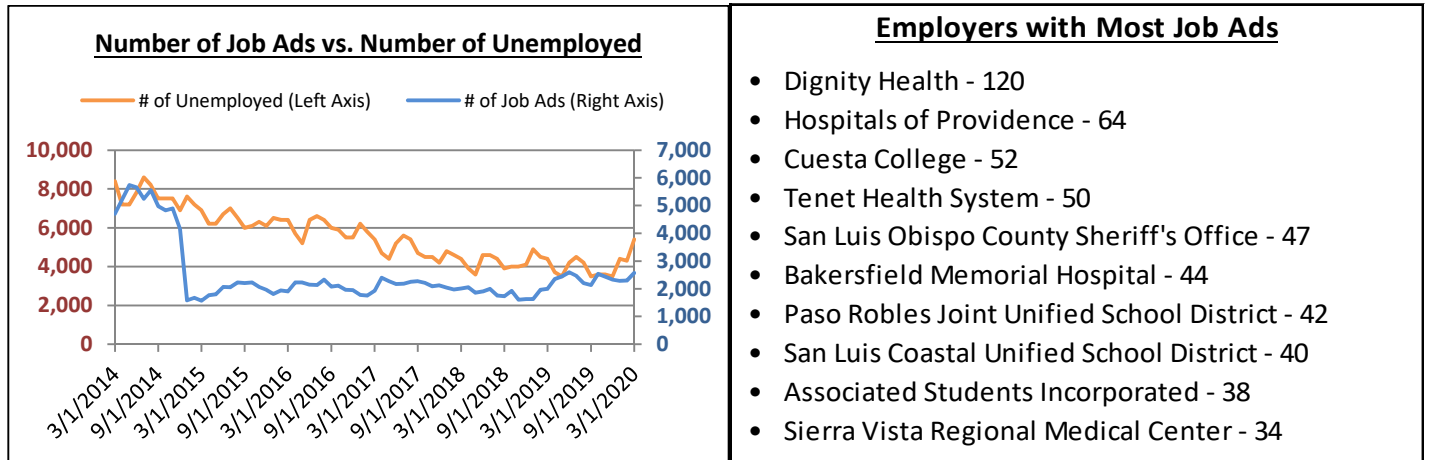 Number of Job Ads vs. Number of Unemployed
# of Unemployed (Left Axis)
# of Job Ads (Right Axis)
10,000
8,000
6,000
4,000
2,000
0
7,000
6,000
5,000
4,000
3,000
2,000
1,000
0
3/1/2014
9/1/2014
3/1/2015
9/1/2015
3/1/2016
9/1/2016
3/1/2017
9/1/2017
3/1/2018
9/1/2018
3/1/2019
9/1/2019
3/1/2020
Employers with Most Job Ads
• Dignity Health - 120
• Hospitals of Providence - 64
• Cuesta College - 52
• Tenet Health System - 50
• San Luis Obispo County Sheriff's Office - 47
• Bakersfield Memorial Hospital - 44
• Paso Robles Joint Unified School District - 42
• San Luis Coastal Unified School District - 40
• Associated Students Incorporated - 38
• Sierra Vista Regional Medical Center - 34